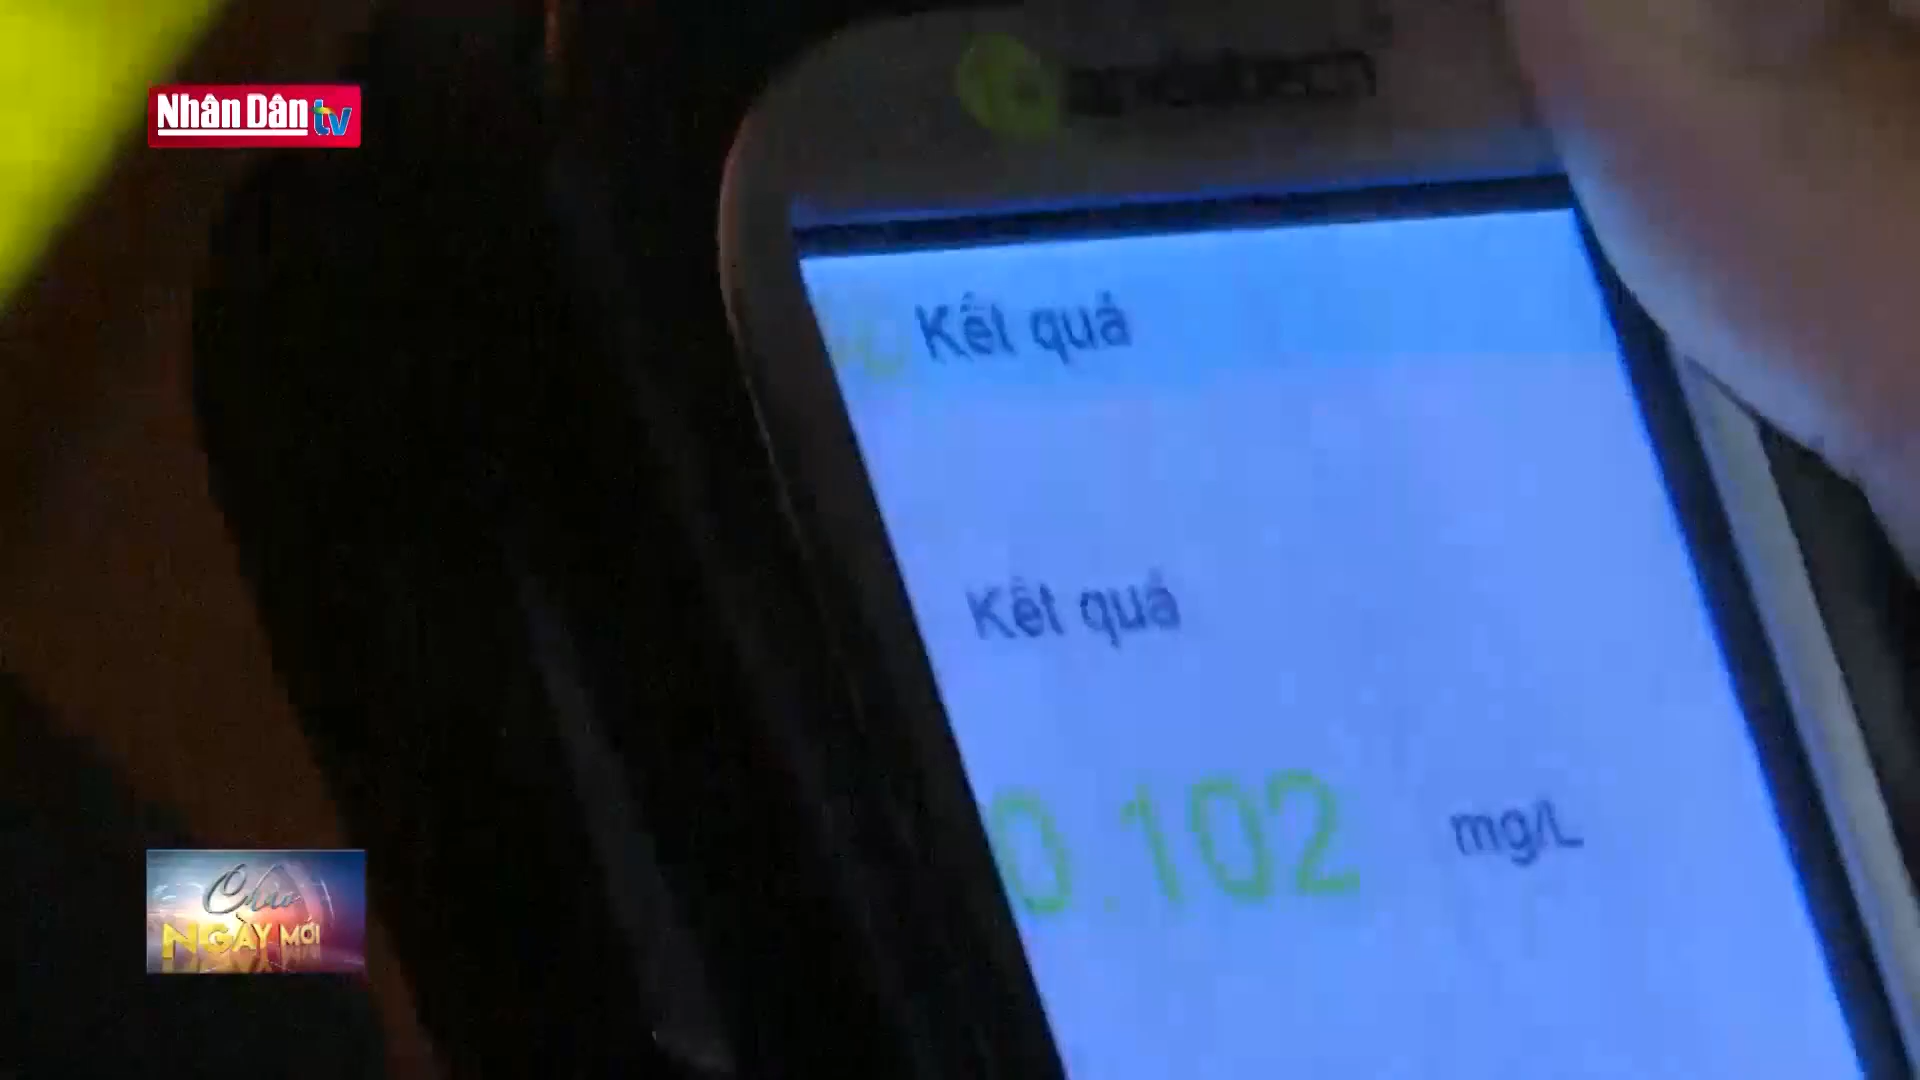 Nhân Dân tv
Kết quả
Kết quả
0.102 mg/L
Chào
NGÀY MỚI